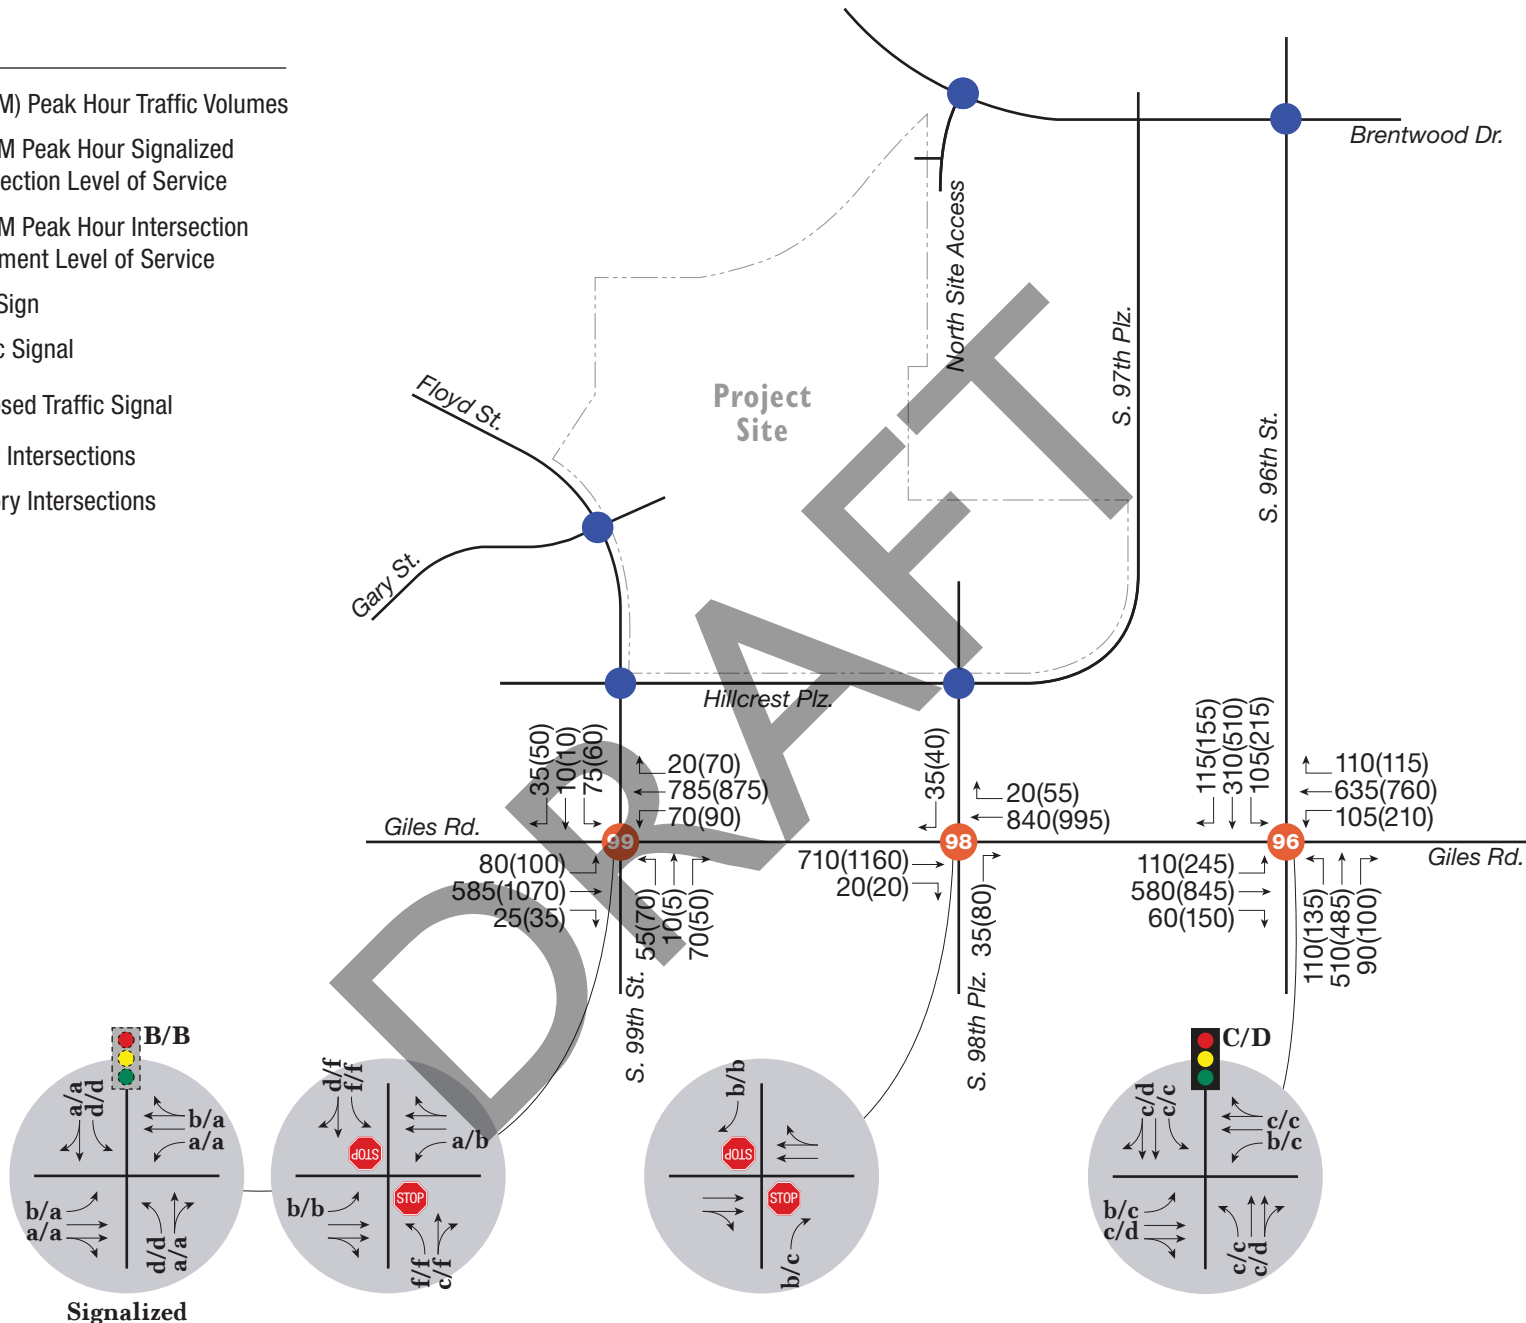 M) Peak Hour Traffic Volumes
M Peak Hour Signalized
ection Level of Service
M Peak Hour Intersection
ment Level of Service
Sign
c Signal
osed Traffic Signal
Intersections
ory Intersections
Brentwood Dr.
North Site Access
S. 97th Plz.
S. 96th St.
Project
Site
Floyd St.
Gary St.
Hillcrest Plz.
DRAFT
35(50)
10(10)
75(60)
20(70)
785(875)
70(90)
35(40)
20(55)
840(995)
115(155)
310(510)
105(215)
110(115)
635(760)
105(210)
Giles Rd.
99
98
96
Giles Rd.
80(100)
585(1070)
25(35)
55(70)
10(5)
70(50)
710(1160)
20(20)
35(80)
110(245)
580(845)
60(150)
110(135)
510(485)
90(100)
S. 99th St.
S. 98th Plz.
B/B
a/a
d/d
b/a
a/a
b/a
a/a
d/d
a/a
Signalized
d/f
f/f
a/b
STOP
b/b
STOP
f/f
c/f
b/b
STOP
STOP
b/c
C/D
c/d
c/c
c/c
b/c
b/c
c/d
c/c
c/d